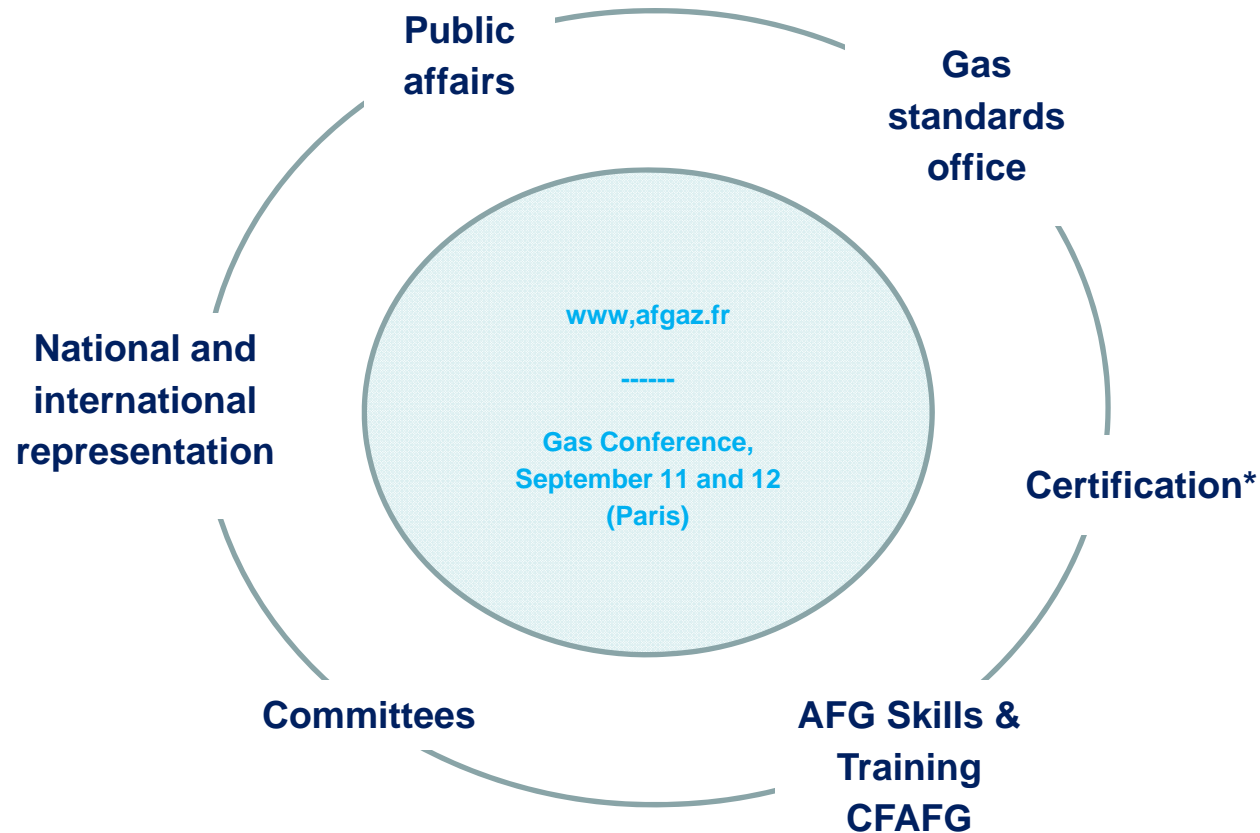 Public
affairs
Gas
standards
office
National and
international
representation
www,afgaz.fr
------
Gas Conference,
September 11 and 12
(Paris)
Certification*
Committees
AFG Skills &
Training
CFAFG